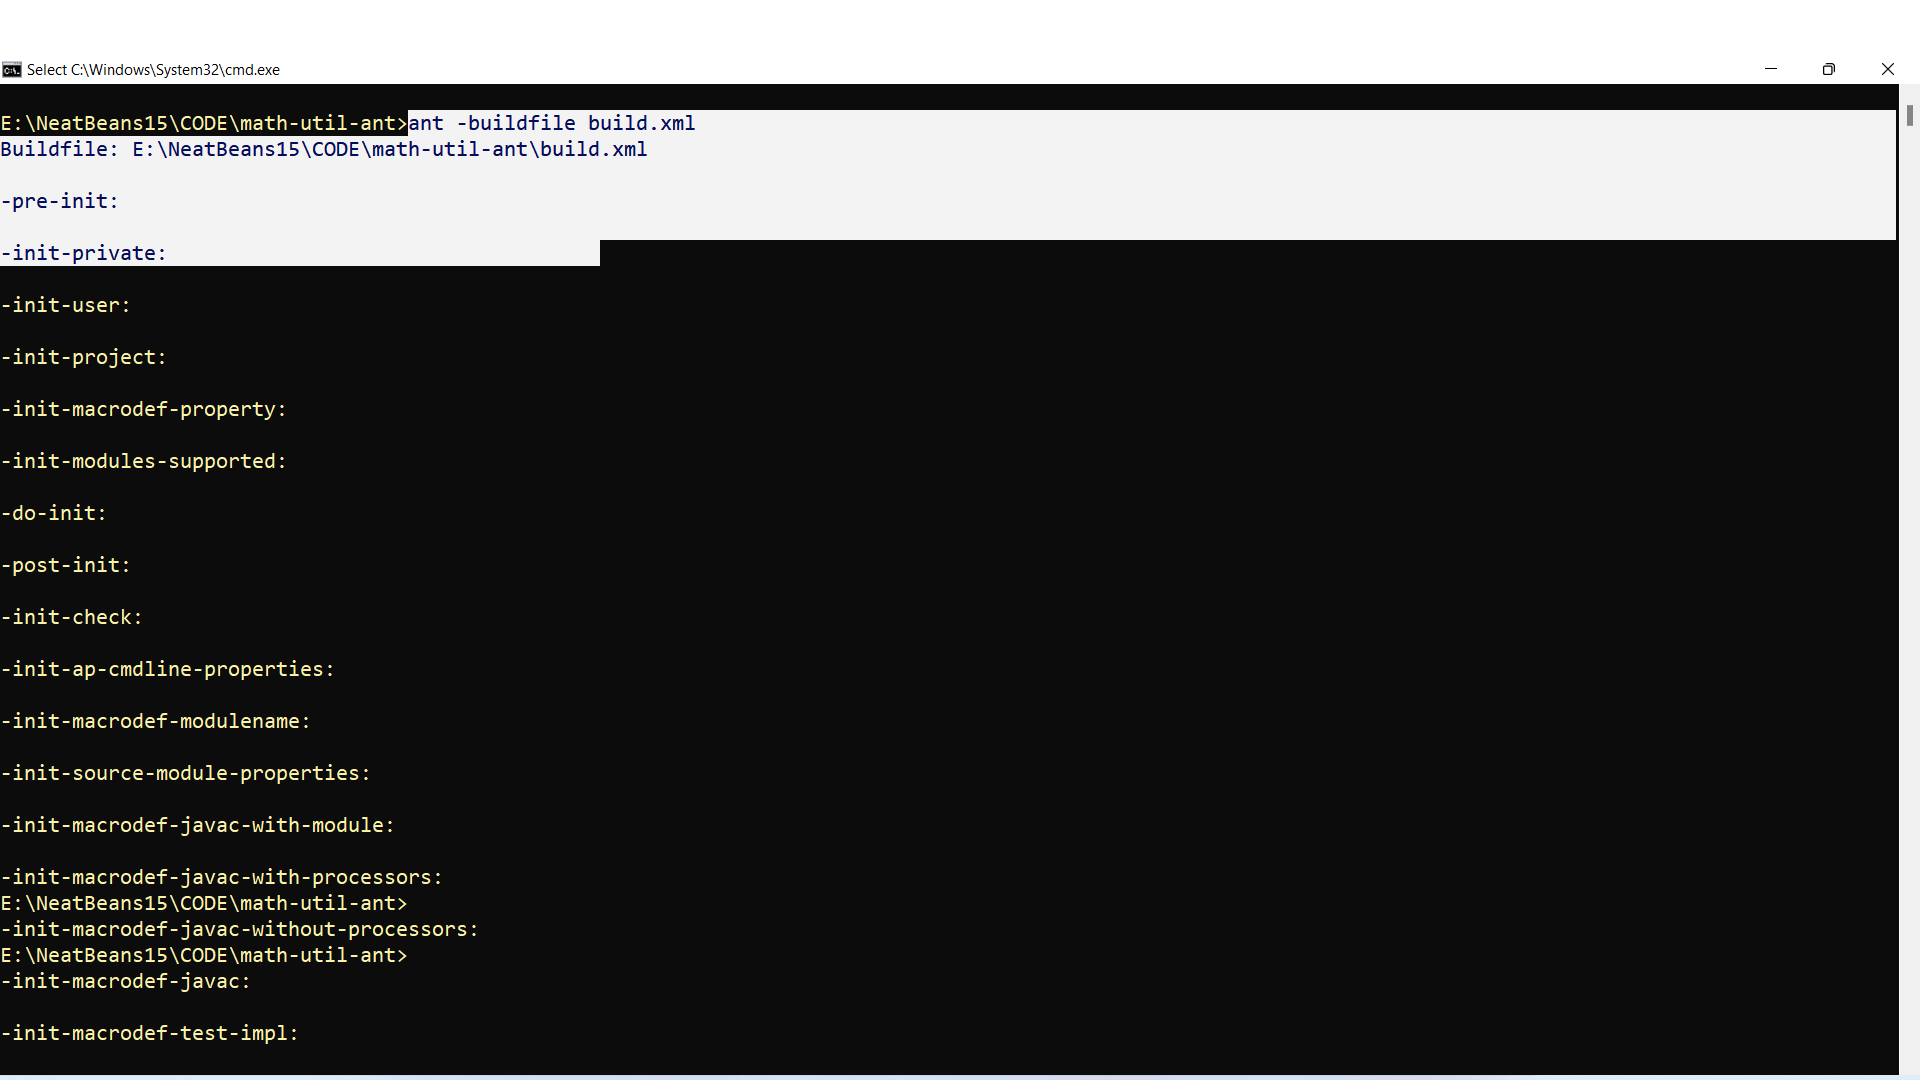 Select C:\Windows\System32\cmd.exe
E:\NeatBeans15\CODE\math-util-ant>ant -buildfile build.xml
Buildfile: E:\NeatBeans15\CODE\math-util-ant\build.xml
-pre-init:
-init-private:
-init-user:
-init-project:
-init-macrodef-property:
-init-modules-supported:
-do-init:
-post-init:
-init-check:
-init-ap-cmdline-properties:
-init-macrodef-modulename:
-init-source-module-properties:
-init-macrodef-javac-with-module:
-init-macrodef-javac-with-processors:
E:\NeatBeans15\CODE\math-util-ant>
-init-macrodef-javac-without-processors:
E:\NeatBeans15\CODE\math-util-ant>
-init-macrodef-javac:
-init-macrodef-test-impl: